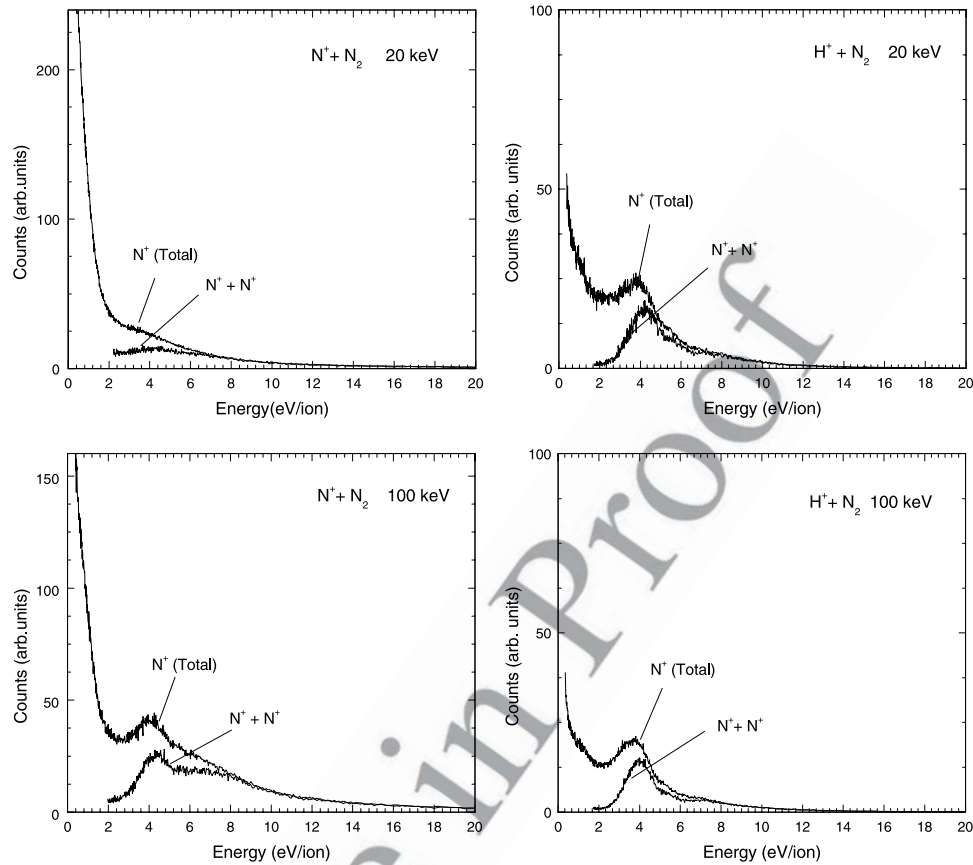 N⁺+ N₂ 20 keV
Counts (arb.units)
200
100
0
N⁺ (Total)
N⁺ + N⁺
0 2 4 6 8 10 12 14 16 18 20
Energy(eV/ion)
H⁺+ N₂ 20 keV
Counts (arb. units)
100
50
0
N⁺ (Total)
N⁺+ N⁺
0 2 4 6 8 10 12 14 16 18 20
Energy (eV/ion)
N⁺+ N₂ 100 keV
Counts (arb.units)
150
100
50
0
N⁺ (Total)
N⁺ + N⁺
0 2 4 6 8 10 12 14 16 18 20
Energy (eV/ion)
H⁺+ N₂ 100 keV
Counts (arb. units)
100
50
0
N⁺ (Total)
N⁺+ N⁺
0 2 4 6 8 10 12 14 16 18 20
Energy (eV/ion)
in Proof